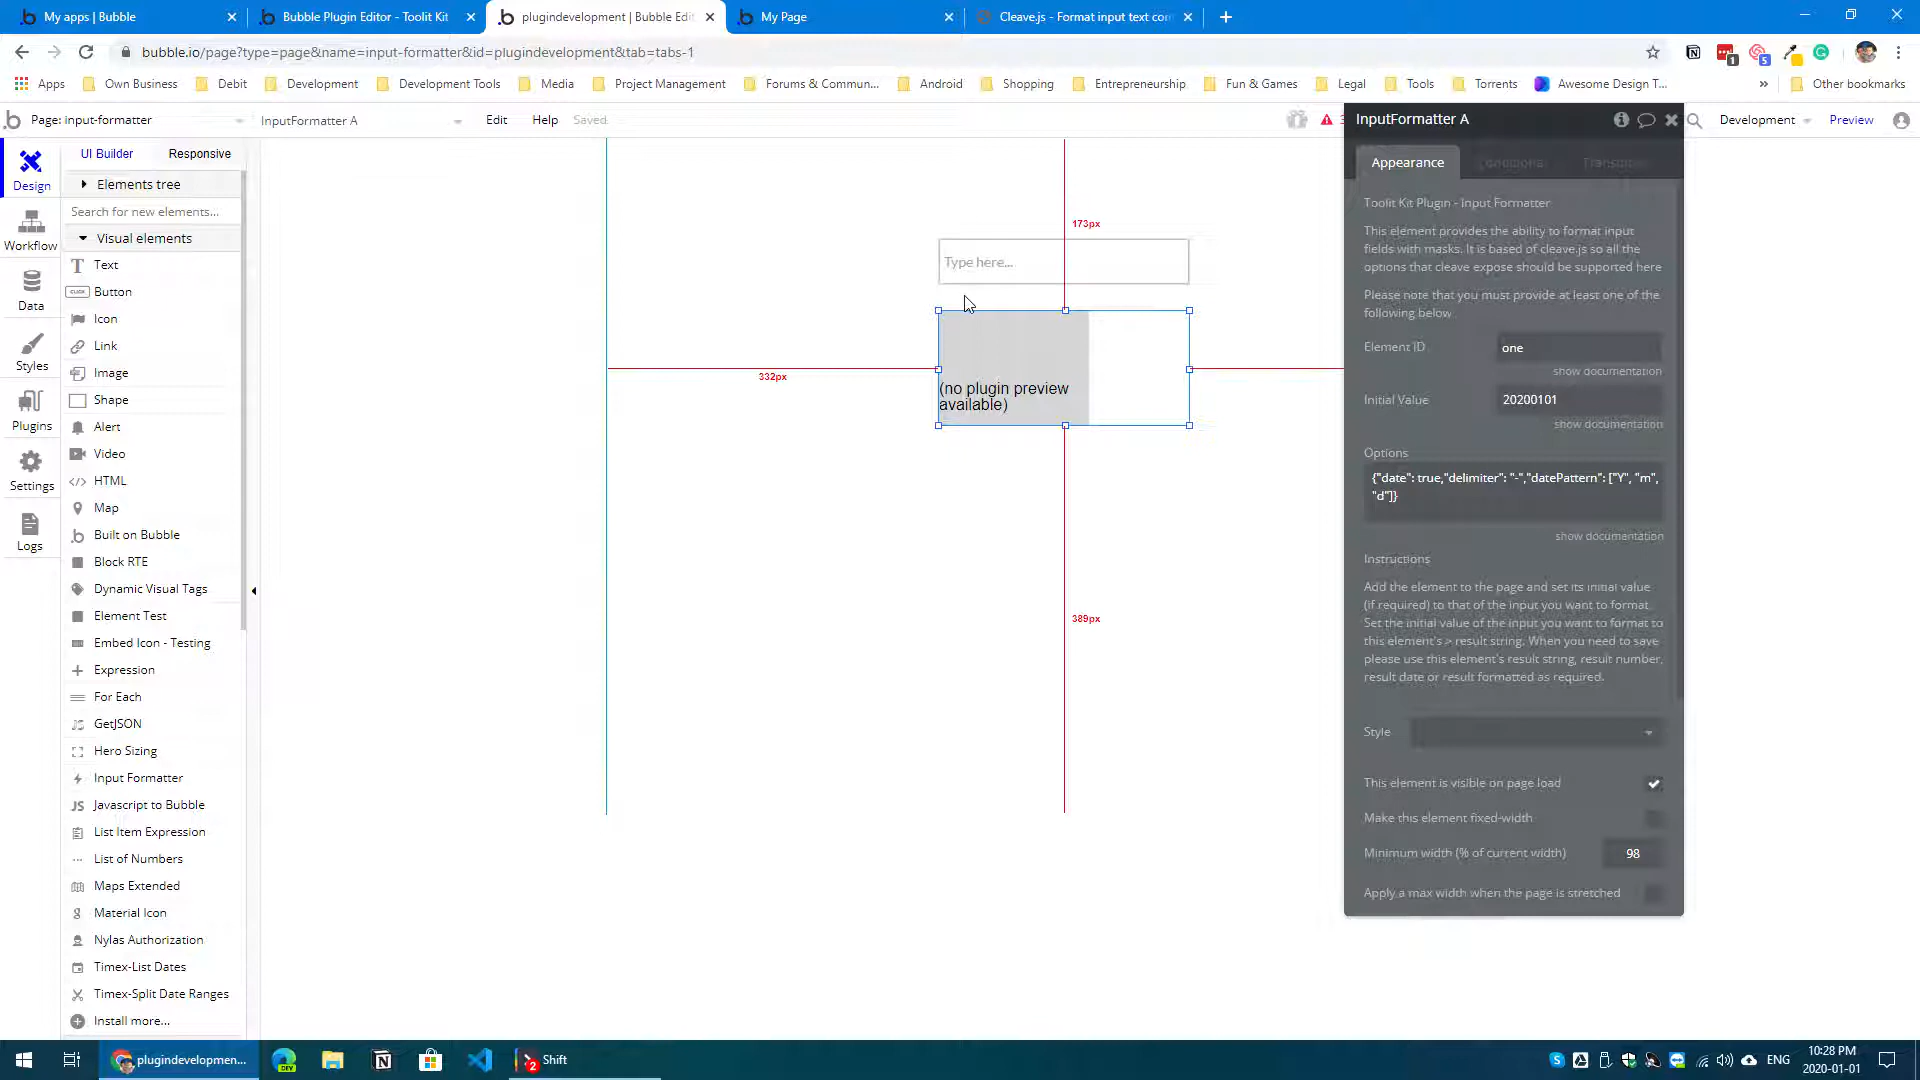 My apps | Bubble
Bubble Plugin Editor - Toolit Kit
plugindevelopment | Bubble Edi
My Page
Cleave.js - Format input text con
bubble.io/page?type=page&name=input-formatter&id=plugindevelopment&tab=tabs-1
Apps
Own Business
Debit
Development
Development Tools
Media
Project Management
Forums & Commun...
Android
Shopping
Entrepreneurship
Fun & Games
Legal
Tools
Torrents
Awesome Design T...
Other bookmarks
Page: input-formatter
InputFormatter A
Edit
Help
Saved
InputFormatter A
Development
Preview
UI Builder
Responsive
Design
Workflow
Data
Styles
Plugins
Settings
Logs
Elements tree
Search for new elements...
Visual elements
Text
Button
Icon
Link
Image
Shape
Alert
Video
HTML
Map
Built on Bubble
Block RTE
Dynamic Visual Tags
Element Test
Embed Icon - Testing
Expression
For Each
GetJSON
Hero Sizing
Input Formatter
Javascript to Bubble
List Item Expression
List of Numbers
Maps Extended
Material Icon
Nylas Authorization
Timex-List Dates
Timex-Split Date Ranges
Install more...
173px
Type here...
332px
(no plugin preview
available)
389px
Appearance
Toolit Kit Plugin - Input Formatter
This element provides the ability to format input
fields with masks. It is based of cleave.js so all the
options that cleave expose should be supported here
Please note that you must provide at least one of the
following below
Element ID
one
show documentation
Initial Value
20200101
show documentation
Options
{"date": true,"delimiter": "-","datePattern": ["Y", "m",
"d"]}
show documentation
Instructions
Add the element to the page and set its initial value
(if required) to that of the input you want to format.
Set the initial value of the input you want to format to
this element's > result string. When you need to save
please use this element's result string, result number,
result date or result formatted as required.
Style
This element is visible on page load
Make this element fixed-width
Minimum width (% of current width)
98
Apply a max width when the page is stretched
plugindevelopmen...
Shift
ENG
10:28 PM
2020-01-01